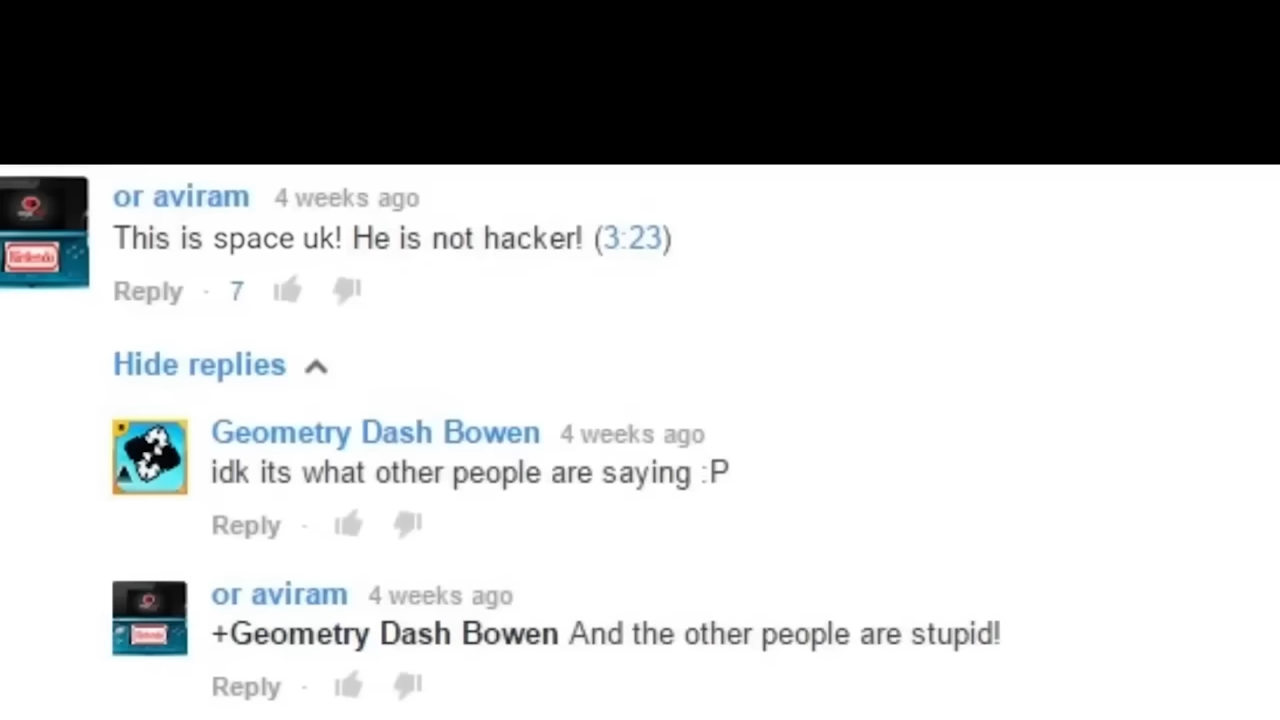 or aviram 4 weeks ago
This is space uk! He is not hacker! (3:23)
Nintendo
Reply · 7
Hide replies
Geometry Dash Bowen 4 weeks ago
idk its what other people are saying :P
Reply ·
or aviram 4 weeks ago
+Geometry Dash Bowen And the other people are stupid!
Nintendo
Reply ·